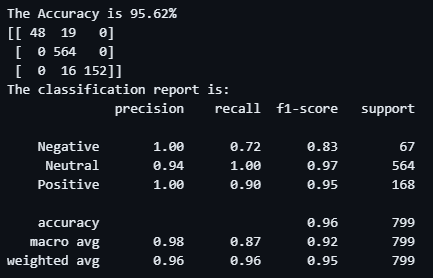 The Accuracy is 95.62%
[[ 48  19   0]
 [  0 564   0]
 [  0  16 152]]
The classification report is:
              precision    recall  f1-score   support

    Negative       1.00      0.72      0.83        67
     Neutral       0.94      1.00      0.97       564
    Positive       1.00      0.90      0.95       168

    accuracy                           0.96       799
   macro avg       0.98      0.87      0.92       799
weighted avg       0.96      0.96      0.95       799